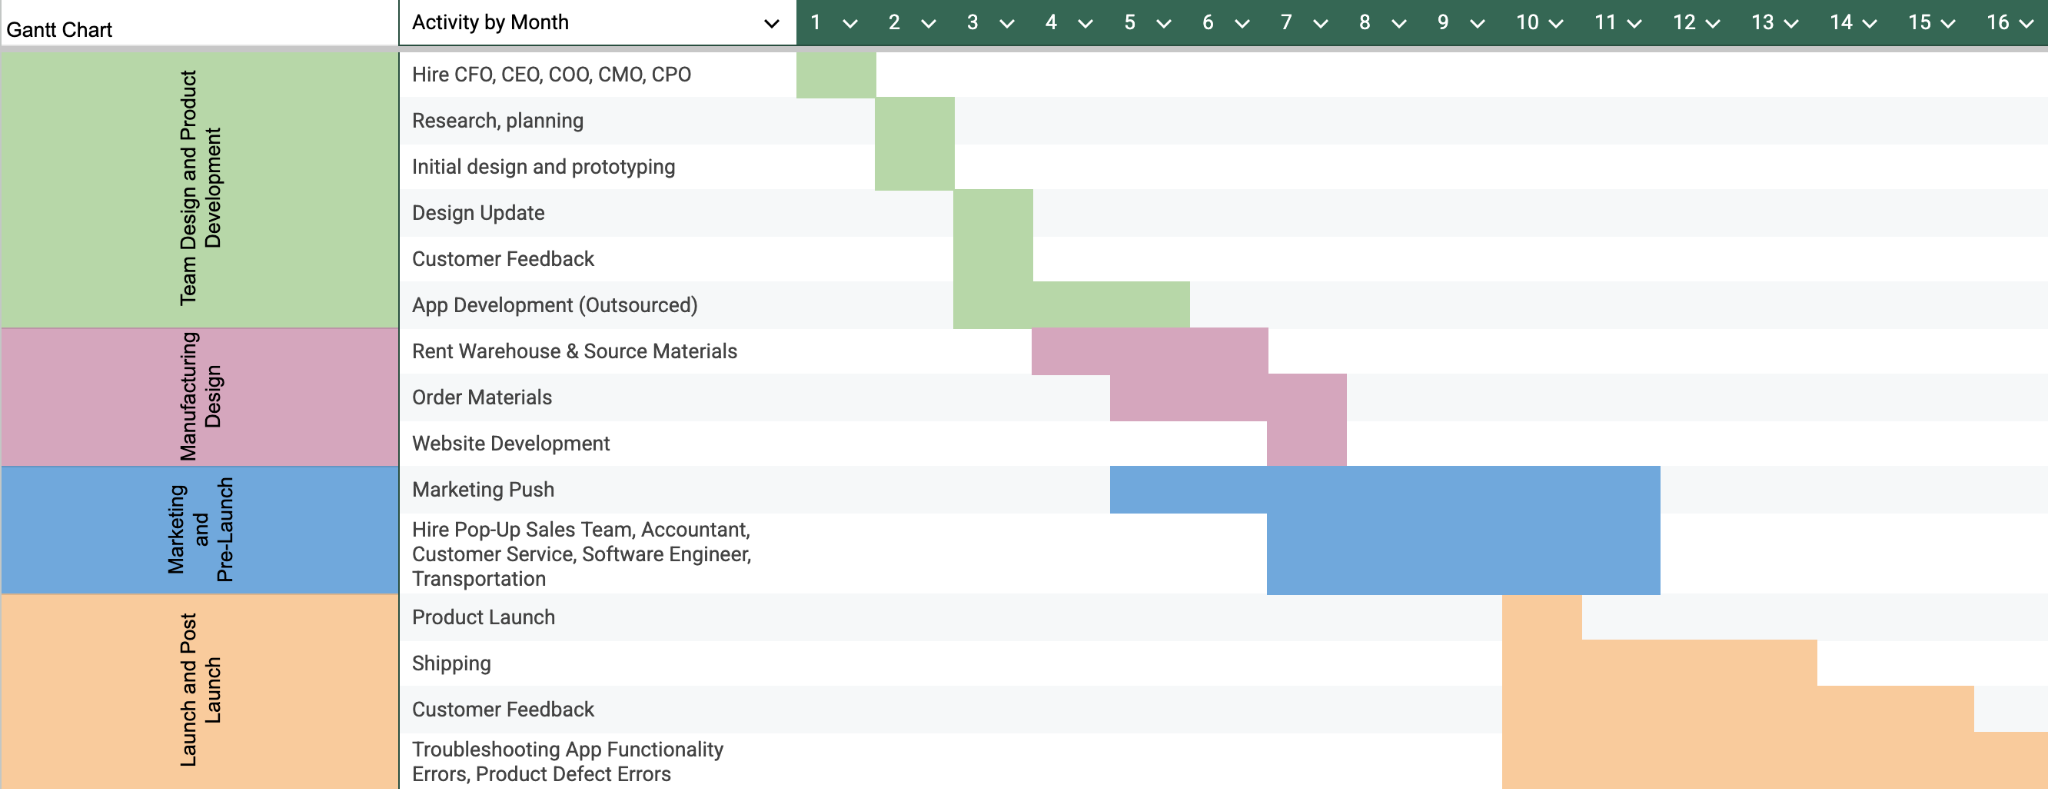 Gantt Chart
Activity by Month
1 2 3 4 5 6 7 8 9 10 11 12 13 14 15 16
Team Design and Product
Development
Hire CFO, CEO, COO, CMO, CPO
Research, planning
Initial design and prototyping
Design Update
Customer Feedback
App Development (Outsourced)
Manufacturing
Design
Rent Warehouse & Source Materials
Order Materials
Website Development
Marketing
and
Pre-Launch
Marketing Push
Hire Pop-Up Sales Team, Accountant,
Customer Service, Software Engineer,
Transportation
Launch and Post
Launch
Product Launch
Shipping
Customer Feedback
Troubleshooting App Functionality
Errors, Product Defect Errors